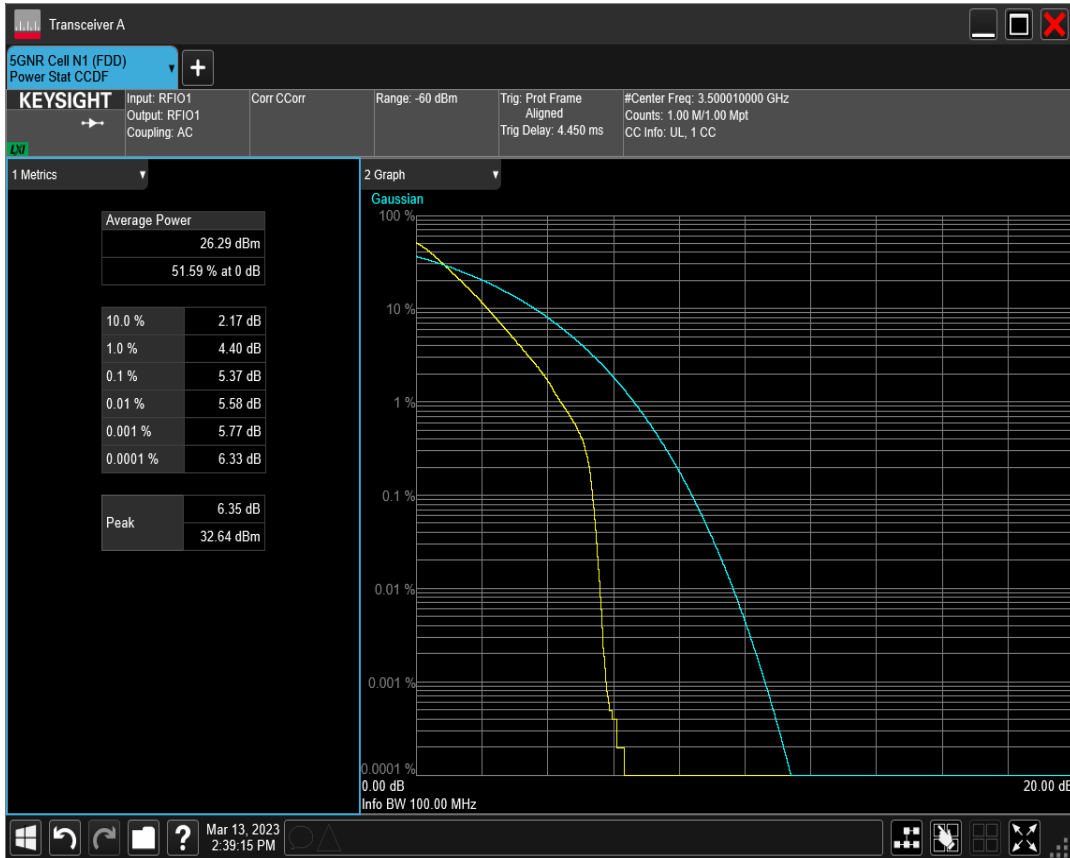 Transceiver A
5GNR Cell N1 (FDD)
Power Stat CCDF
+
KEYSIGHT
LXI
Input: RFIO1
Output: RFIO1
Coupling: AC
Corr CCorr
Range: -60 dBm
Trig: Prot Frame
Aligned
Trig Delay: 4.450 ms
#Center Freq: 3.500010000 GHz
Counts: 1.00 M/1.00 Mpt
CC Info: UL, 1 CC
1 Metrics
Average Power
26.29 dBm
51.59 % at 0 dB
10.0 % 2.17 dB
1.0 % 4.40 dB
0.1 % 5.37 dB
0.01 % 5.58 dB
0.001 % 5.77 dB
0.0001 % 6.33 dB
Peak 6.35 dB
32.64 dBm
2 Graph
Gaussian
100 %
10 %
1 %
0.1 %
0.01 %
0.001 %
0.0001 %
0.00 dB 20.00 dB
Info BW 100.00 MHz
?
Mar 13, 2023
2:39:15 PM